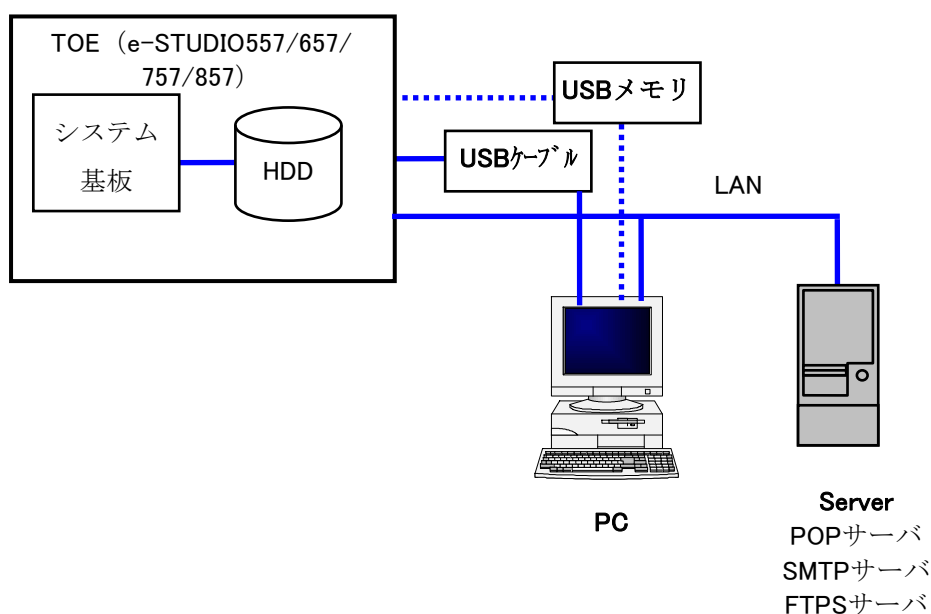 TOE（e-STUDIO557/657/
757/857）
システム
基板
HDD
USBメモリ
USBｹｰﾌﾞﾙ
LAN
PC
Server
POPサーバ
SMTPサーバ
FTPSサーバ